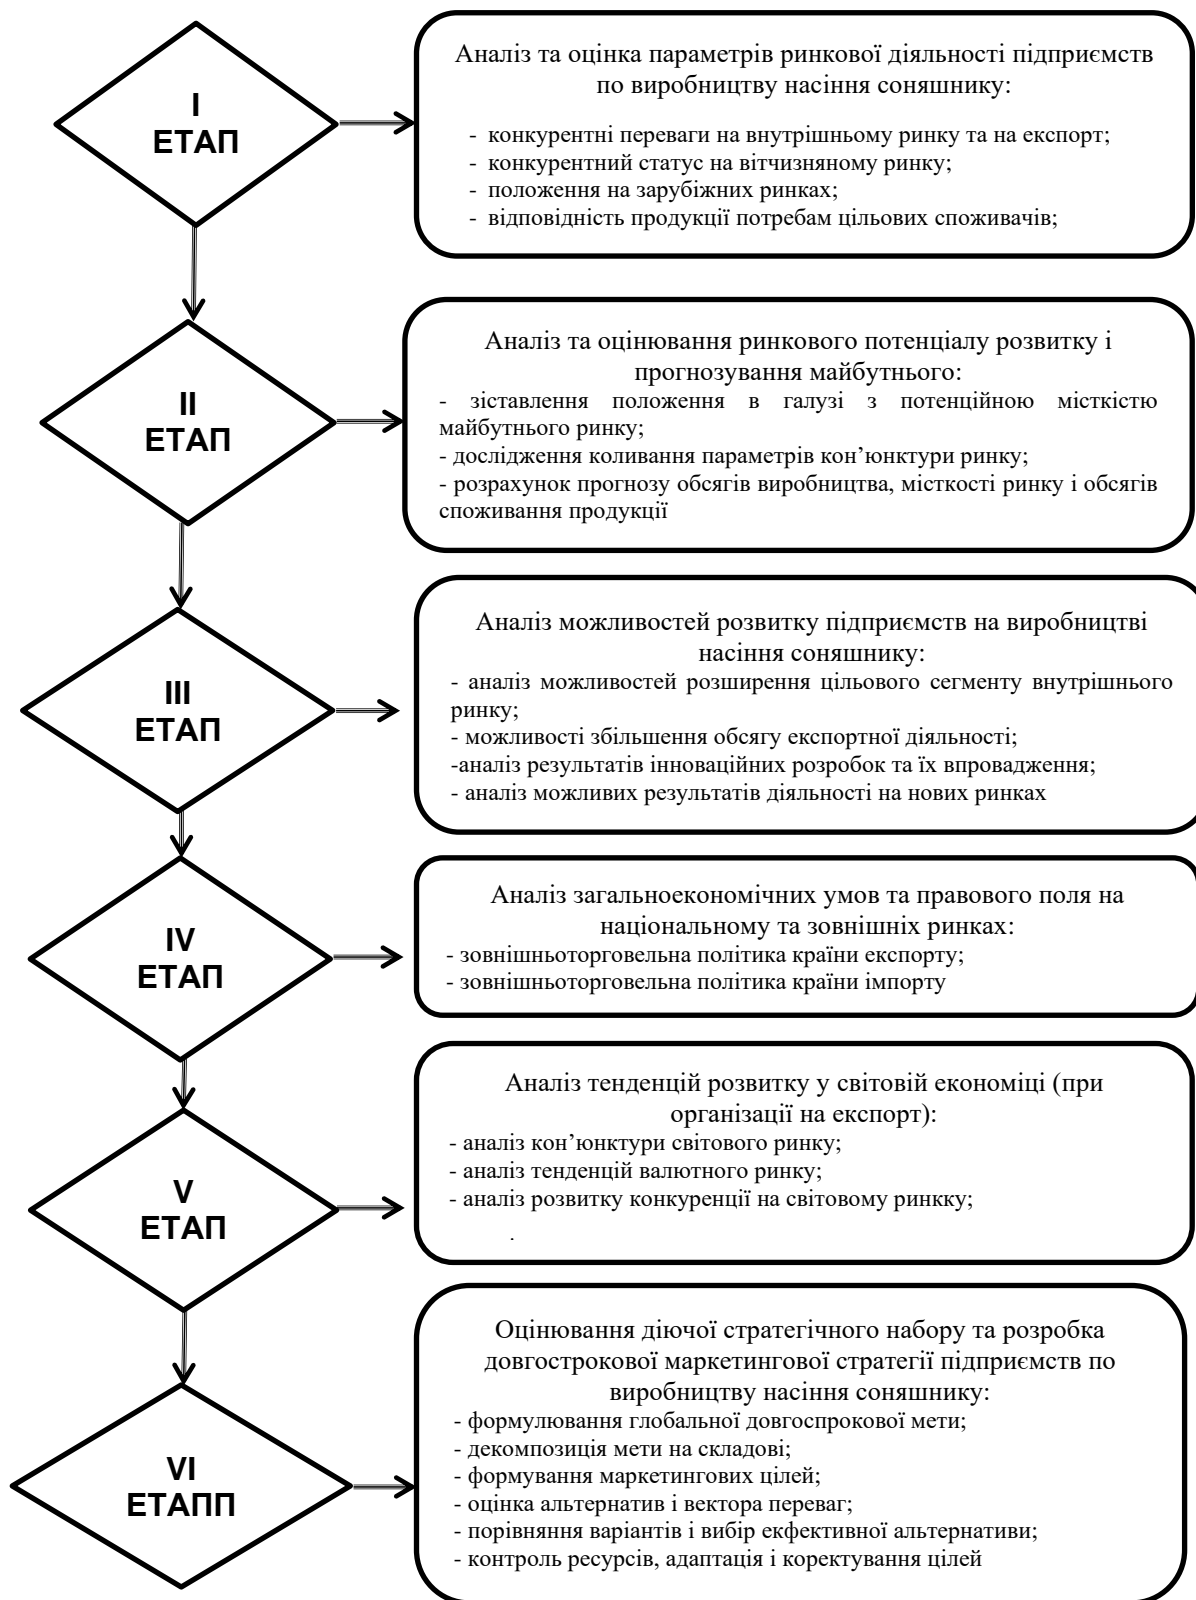 I
ЕТАП
Аналіз та оцінка параметрів ринкової діяльності підприємств
по виробництву насіння соняшнику:
- конкурентні переваги на внутрішньому ринку та на експорт;
- конкурентний статус на вітчизняному ринку;
- положення на зарубіжних ринках;
- відповідність продукції потребам цільових споживачів;
II
ЕТАП
Аналіз та оцінювання ринкового потенціалу розвитку і
прогнозування майбутнього:
- зіставлення положення в галузі з потенційною місткістю
майбутнього ринку;
- дослідження коливання параметрів кон’юнктури ринку;
- розрахунок прогнозу обсягів виробництва, місткості ринку і обсягів
споживання продукції
III
ЕТАП
Аналіз можливостей розвитку підприємств на виробництві
насіння соняшнику:
- аналіз можливостей розширення цільового сегменту внутрішнього
ринку;
- можливості збільшення обсягу експортної діяльності;
-аналіз результатів інноваційних розробок та їх впровадження;
- аналіз можливих результатів діяльності на нових ринках
IV
ЕТАП
Аналіз загальноекономічних умов та правового поля на
національному та зовнішніх ринках:
- зовнішньоторговельна політика країни експорту;
- зовнішньоторговельна політика країни імпорту
V
ЕТАП
Аналіз тенденцій розвитку у світовій економіці (при
організації на експорт):
- аналіз кон’юнктури світового ринку;
- аналіз тенденцій валютного ринку;
- аналіз розвитку конкуренції на світовому ринкку;
.
VI
ЕТАПП
Оцінювання діючої стратегічного набору та розробка
довгострокової маркетингової стратегії підприємств по
виробництву насіння соняшнику:
- формулювання глобальної довгоспрокової мети;
- декомпозиція мети на складові;
- формування маркетингових цілей;
- оцінка альтернатив і вектора переваг;
- порівняння варіантів і вибір екфективної альтернативи;
- контроль ресурсів, адаптація і коректування цілей